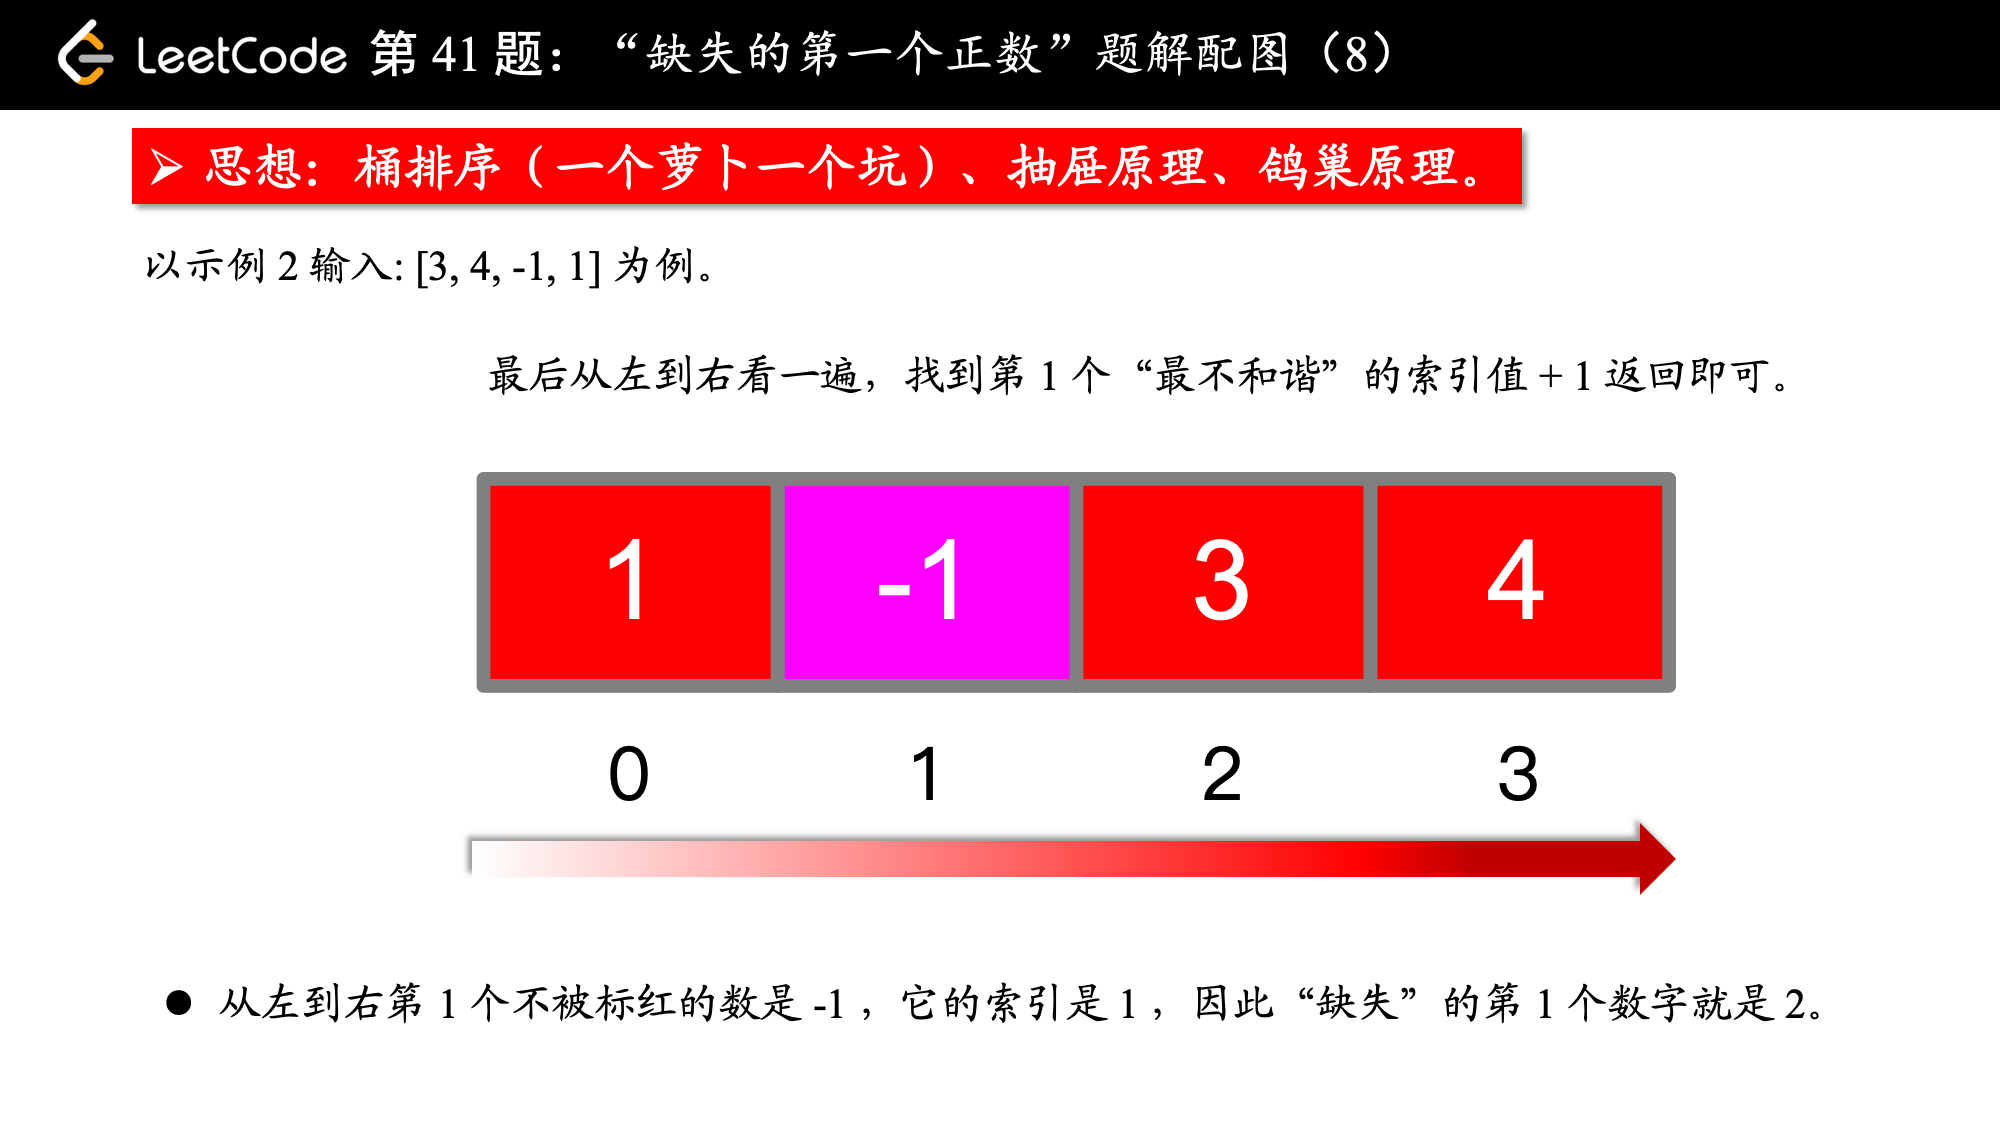 LeetCode 第 41 题：“缺失的第一个正数”题解配图（8）
➢ 思想：桶排序（一个萝卜一个坑）、抽屉原理、鸽巢原理。
以示例 2 输入: [3, 4, -1, 1] 为例。
最后从左到右看一遍，找到第 1 个“最不和谐”的索引值 + 1 返回即可。
1 -1 3 4
0 1 2 3
● 从左到右第 1 个不被标红的数是 -1 ，它的索引是 1 ，因此“缺失”的第 1 个数字就是 2。